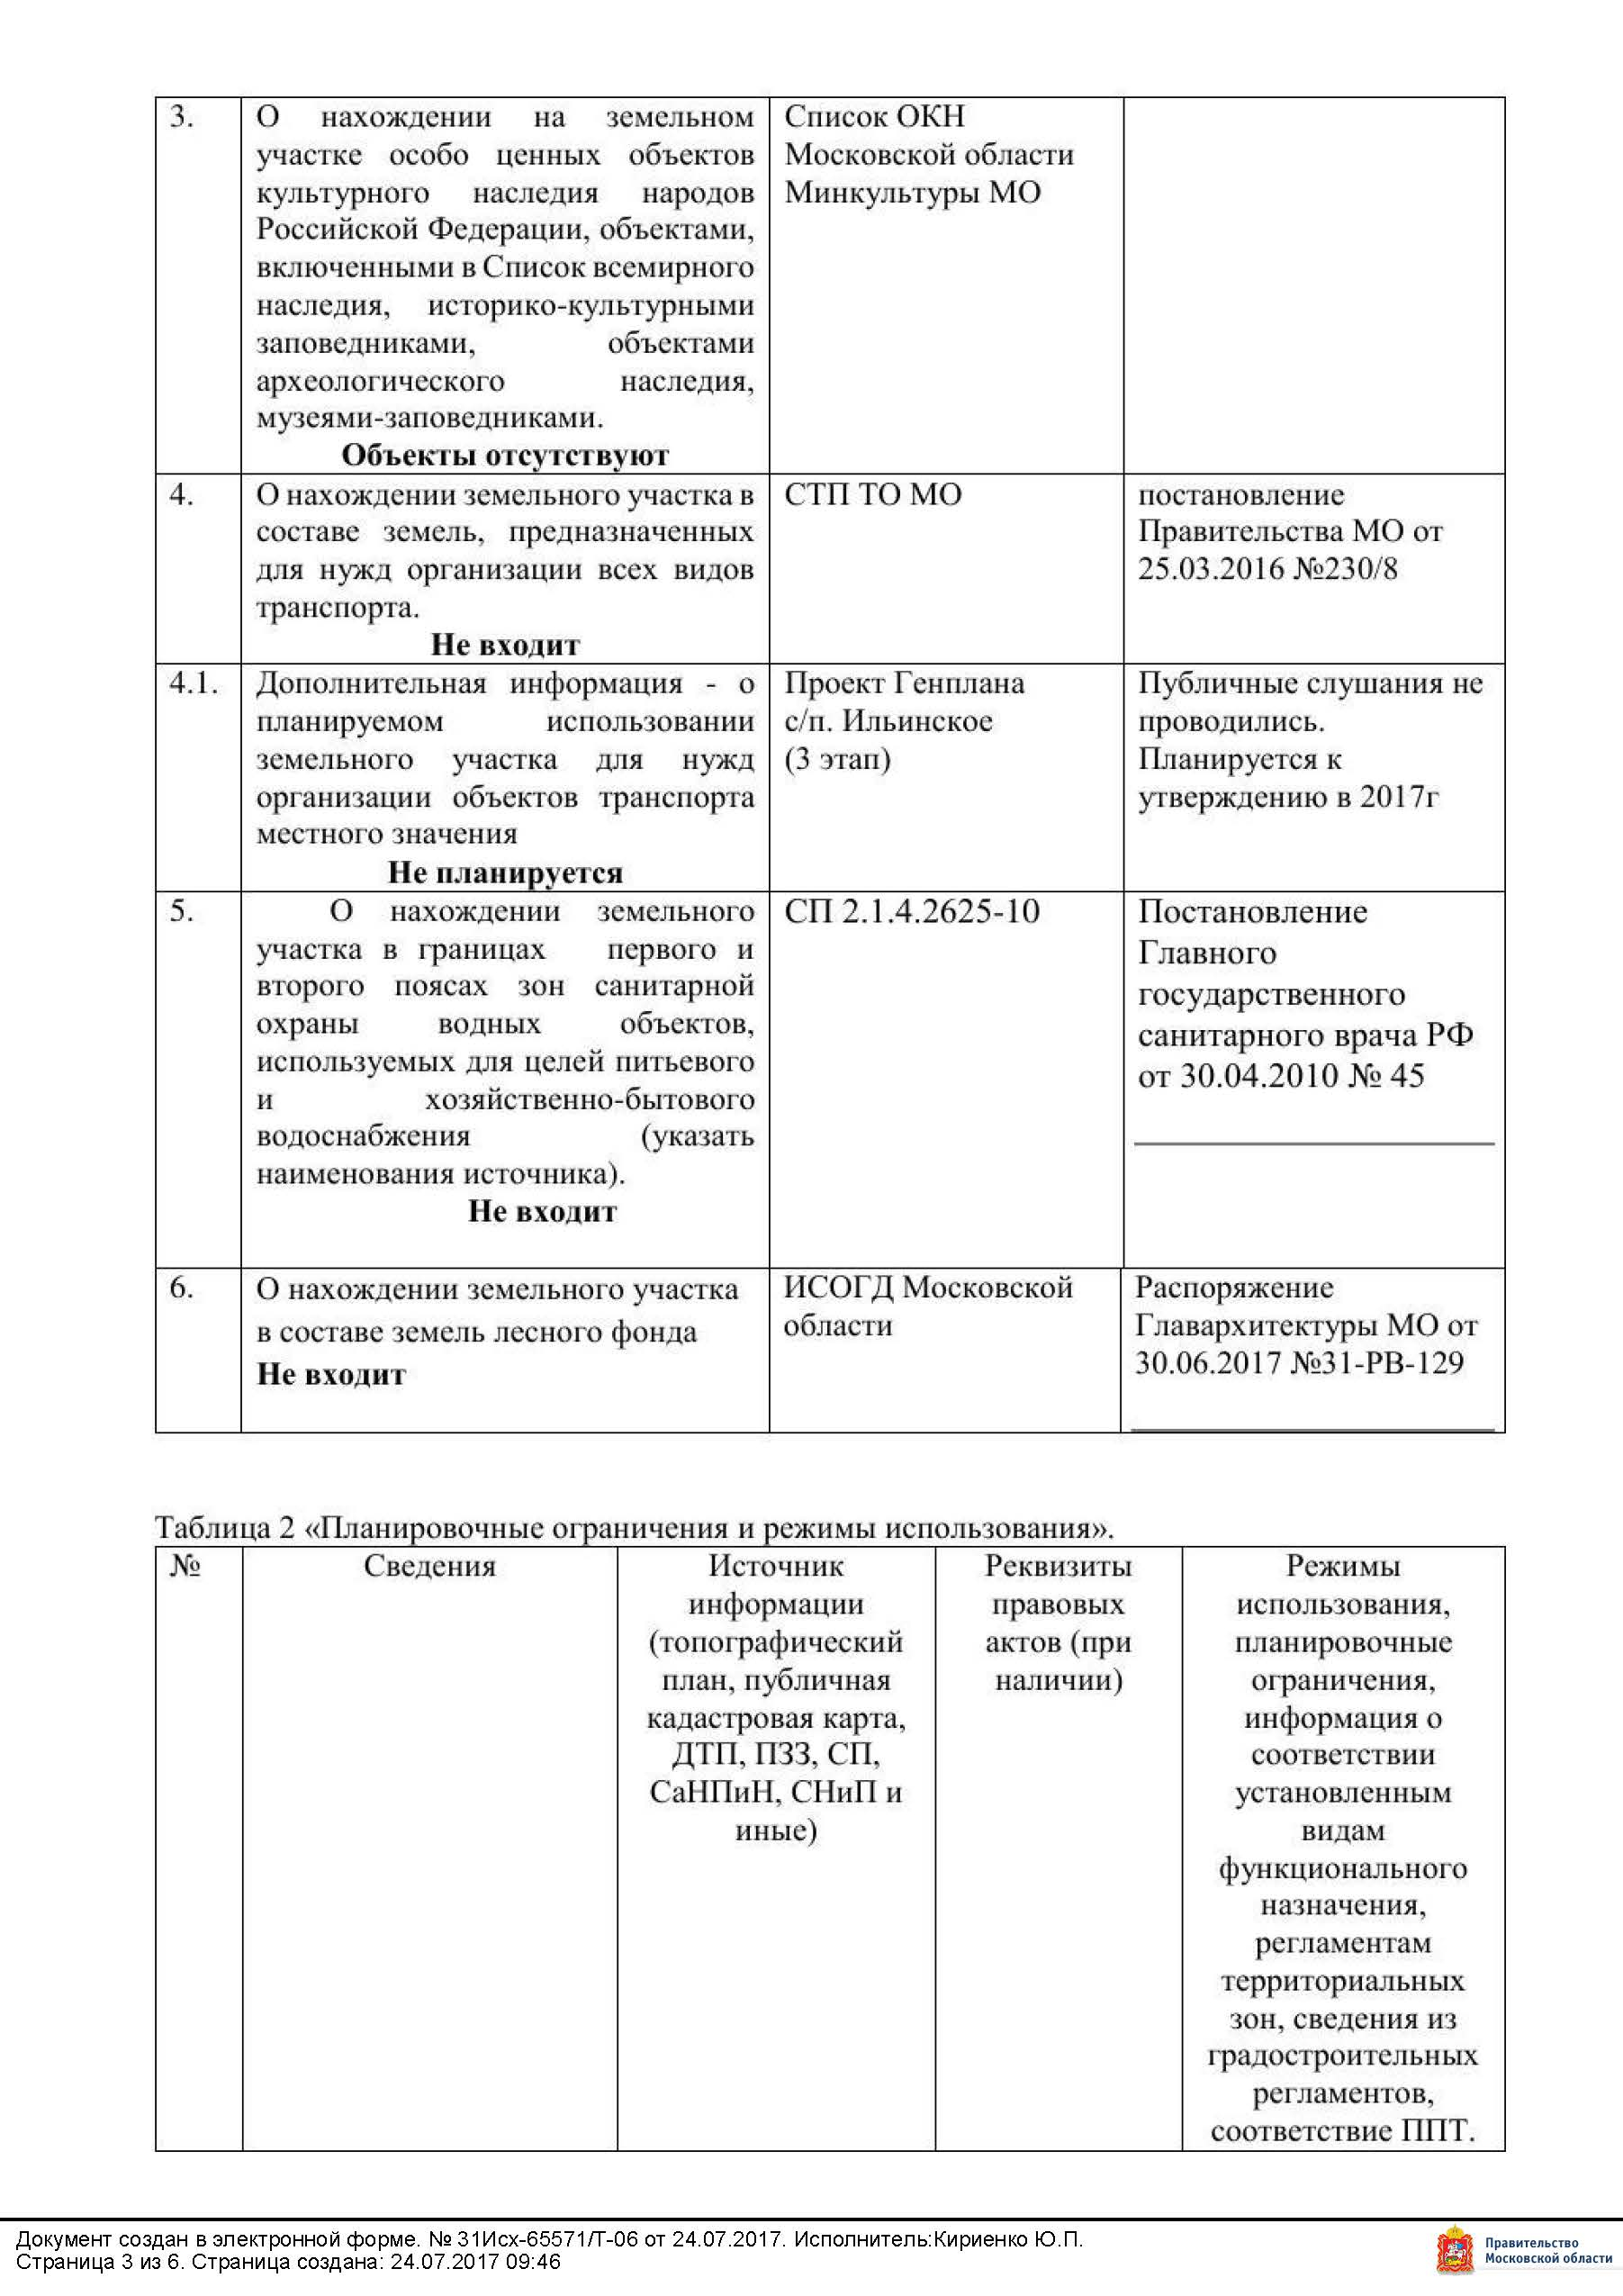 3.
О нахождении на земельном
участке особо ценных объектов
культурного наследия народов
Российской Федерации, объектами,
включенными в Список всемирного
наследия, историко-культурными
заповедниками, объектами
археологического наследия,
музеями-заповедниками.
Объекты отсутствуют
Список ОКН
Московской области
Минкультуры МО
4.
О нахождении земельного участка в
составе земель, предназначенных
для нужд организации всех видов
транспорта.
Не входит
СТП ТО МО
постановление
Правительства МО от
25.03.2016 №230/8
4.1.
Дополнительная информация - о
планируемом использовании
земельного участка для нужд
организации объектов транспорта
местного значения
Не планируется
Проект Генплана
с/п. Ильинское
(3 этап)
Публичные слушания не
проводились.
Планируется к
утверждению в 2017г
5.
О нахождении земельного
участка в границах первого и
второго поясах зон санитарной
охраны водных объектов,
используемых для целей питьевого
и хозяйственно-бытового
водоснабжения (указать
наименования источника).
Не входит
СП 2.1.4.2625-10
Постановление
Главного
государственного
санитарного врача РФ
от 30.04.2010 № 45
6.
О нахождении земельного участка
в составе земель лесного фонда
Не входит
ИСОГД Московской
области
Распоряжение
Главархитектуры МО от
30.06.2017 №31-РВ-129
Таблица 2 «Планировочные ограничения и режимы использования».
№
Сведения
Источник
информации
(топографический
план, публичная
кадастровая карта,
ДТП, ПЗЗ, СП,
СаНПиН, СНиП и
иные)
Реквизиты
правовых
актов (при
наличии)
Режимы
использования,
планировочные
ограничения,
информация о
соответствии
установленным
видам
функционального
назначения,
регламентам
территориальных
зон, сведения из
градостроительных
регламентов,
соответствие ППТ.
Документ создан в электронной форме. № 31Исх-65571/Т-06 от 24.07.2017. Исполнитель:Кириенко Ю.П.
Страница 3 из 6. Страница создана: 24.07.2017 09:46
Правительство
Московской области